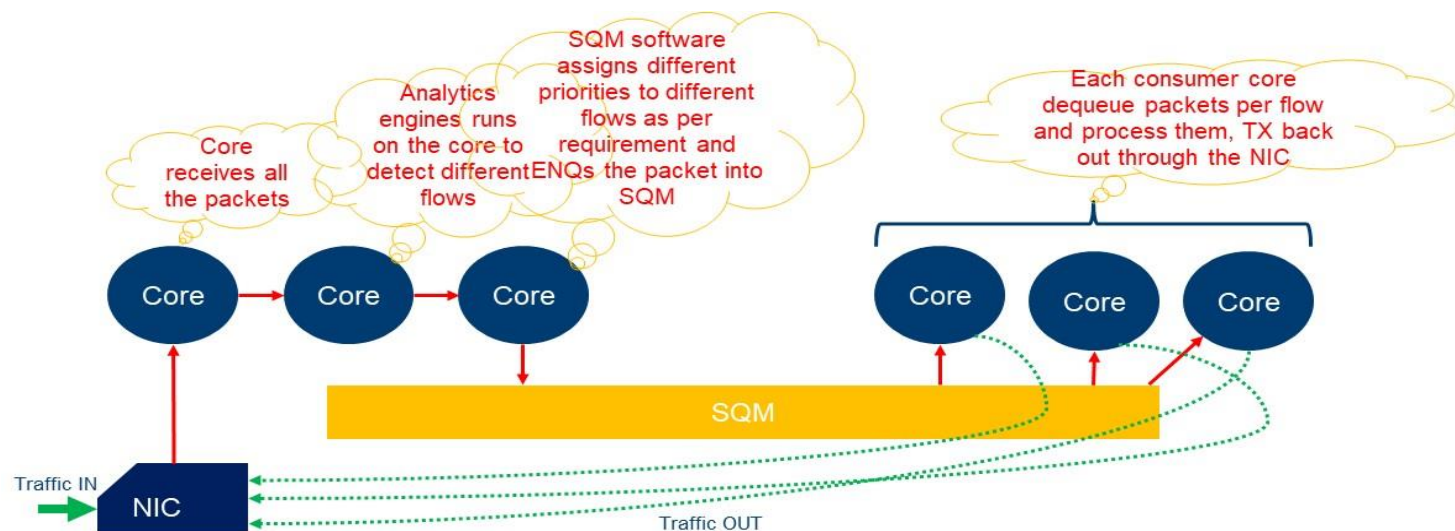 Core
receives all
the packets
Analytics
engines runs
on the core to
detect different
flows
SQM software
assigns different
priorities to different
flows as per
requirement and
ENQs the packet into
SQM
Each consumer core
dequeue packets per flow
and process them, TX back
out through the NIC
Core
Core
Core
Core
Core
Core
SQM
Traffic IN
NIC
Traffic OUT